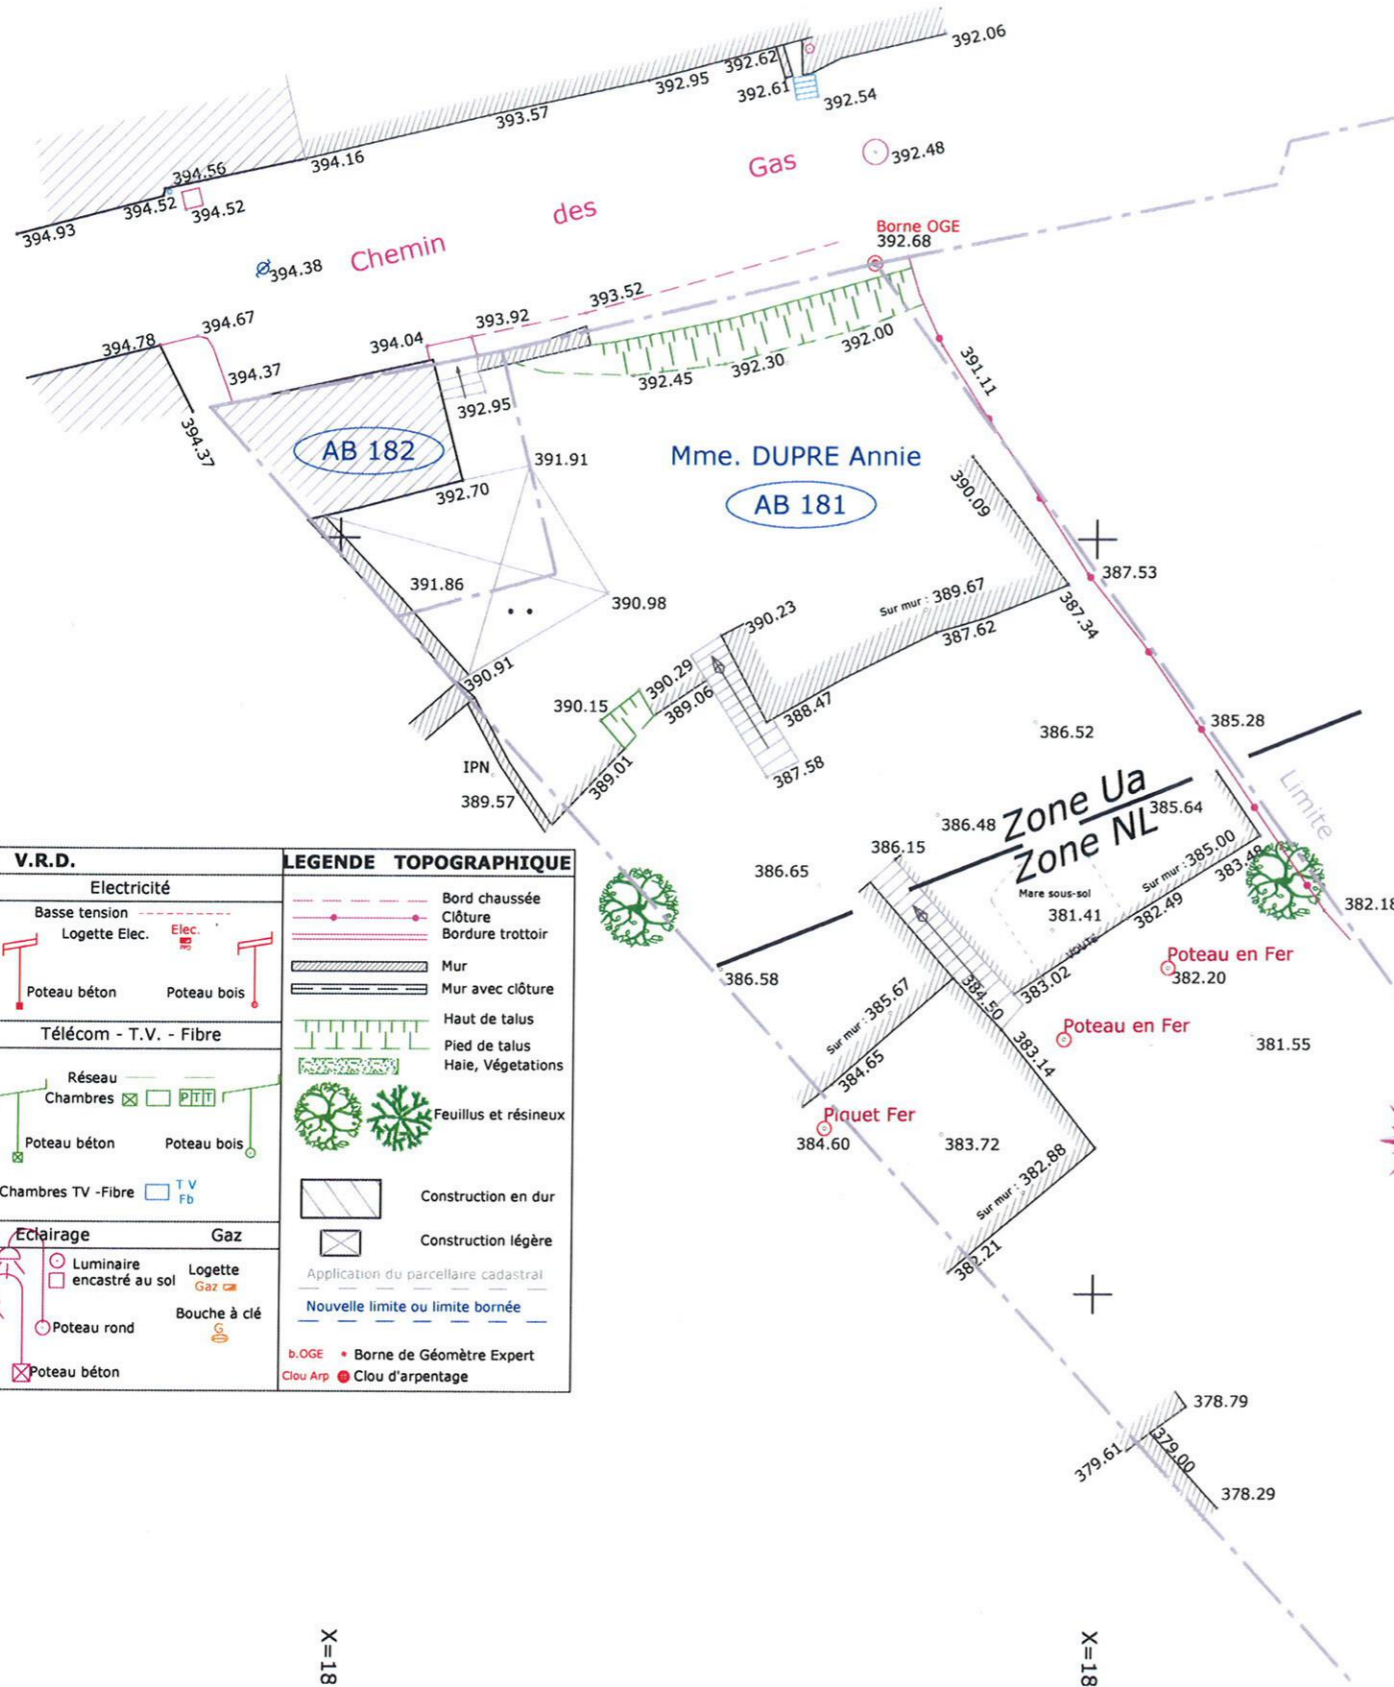 392.06
392.62
392.95
392.61
392.54
393.57
394.16
392.48
Gas
394.56
394.52
394.52
394.93
des
Chemin
394.38
Borne OGE
392.68
393.52
393.92
394.67
394.04
394.78
394.37
394.37
392.00
392.30
392.45
391.11
392.95
AB 182
Mme. DUPRE Annie
AB 181
391.91
392.70
390.09
391.86
390.98
387.53
Sur mur : 389.67
387.34
390.23
387.62
390.91
390.29
390.15
389.06
388.47
386.52
385.28
387.58
IPN
389.57
389.01
Zone Ua
Zone NL
385.64
Limite
386.48
386.15
386.65
Sur mur : 385.00
383.48
Mare sous-sol
381.41
382.49
382.18
voute
Poteau en Fer
382.20
383.02
386.58
384.50
Sur mur : 385.67
Poteau en Fer
383.14
381.55
384.65
Piquet Fer
384.60
383.72
Sur mur : 382.88
382.21
378.79
379.61
379.00
378.29
X=18
X=18
V.R.D.
Electricité
Basse tension
Logette Elec.
Elec.
Poteau béton
Poteau bois
Télécom - T.V. - Fibre
Réseau
Chambres
PTT
Poteau béton
Poteau bois
Chambres TV -Fibre
T V
Fb
Eclairage
Gaz
Luminaire
encastré au sol
Logette
Gaz
Bouche à clé
G
Poteau rond
Poteau béton
LEGENDE TOPOGRAPHIQUE
Bord chaussée
Clôture
Bordure trottoir
Mur
Mur avec clôture
Haut de talus
Pied de talus
Haie, Végetations
Feuillus et résineux
Construction en dur
Construction légère
Application du parcellaire cadastral
Nouvelle limite ou limite bornée
b.OGE
Borne de Géomètre Expert
Clou Arp
Clou d'arpentage